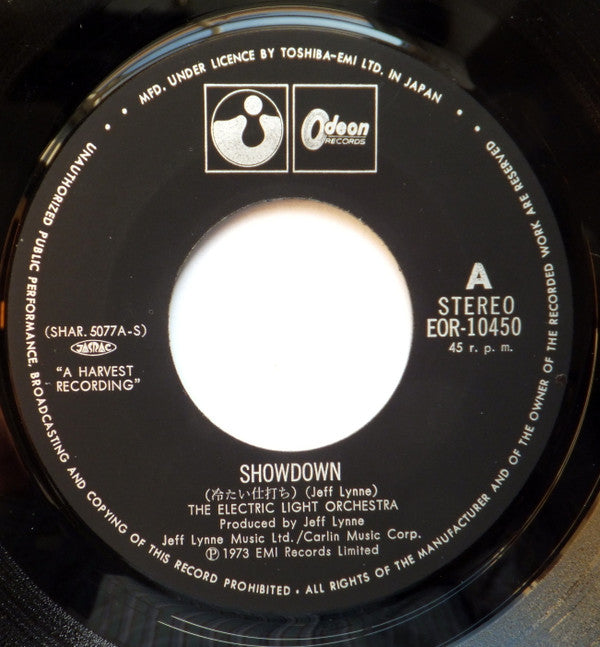 • • MFD. UNDER LICENCE BY TOSHIBA-EMI LTD. IN JAPAN • •
Odeon
RECORDS
A
STEREO
EOR-10450
45 r. p. m.
(SHAR. 5077A-S)
JASRAC
"A HARVEST
RECORDING"
SHOWDOWN
(冷たい仕打ち) (Jeff Lynne)
THE ELECTRIC LIGHT ORCHESTRA
Produced by Jeff Lynne
Jeff Lynne Music Ltd./Carlin Music Corp.
Ⓟ 1973 EMI Records Limited
UNAUTHORIZED PUBLIC PERFORMANCE, BROADCASTING AND COPYING OF THIS RECORD PROHIBITED • ALL RIGHTS OF THE MANUFACTURER AND OF THE OWNER OF THE RECORDED WORK ARE RESERVED